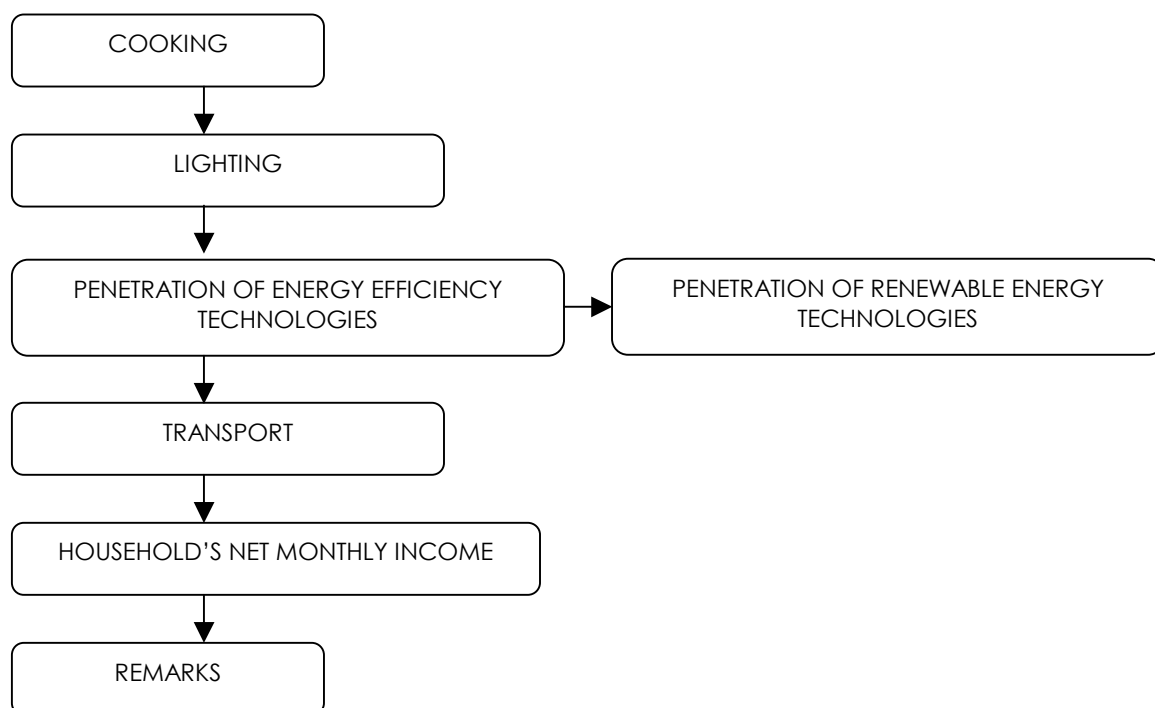 COOKING
LIGHTING
PENETRATION OF ENERGY EFFICIENCY
TECHNOLOGIES
PENETRATION OF RENEWABLE ENERGY
TECHNOLOGIES
TRANSPORT
HOUSEHOLD’S NET MONTHLY INCOME
REMARKS